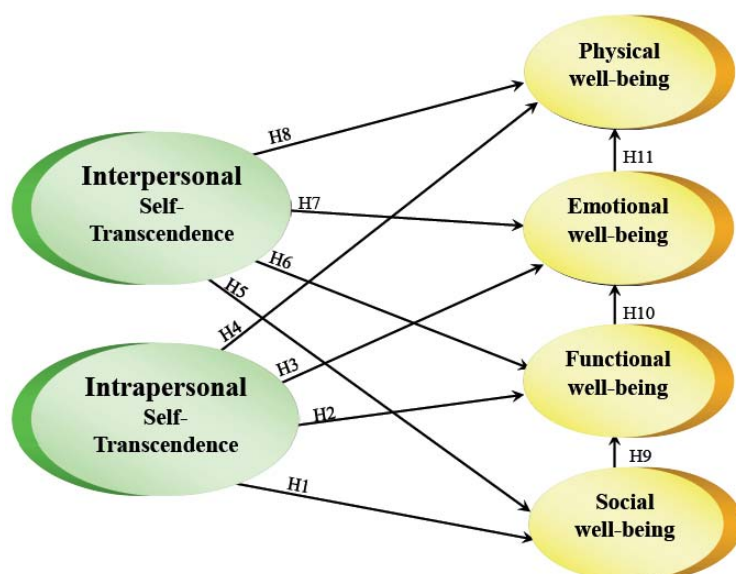 Physical
well-being
H8
Interpersonal
Self-
Transcendence
H11
H7
Emotional
well-being
H6
H5
H4
H10
H3
Functional
well-being
Intrapersonal
Self-
Transcendence
H2
H9
H1
Social
well-being